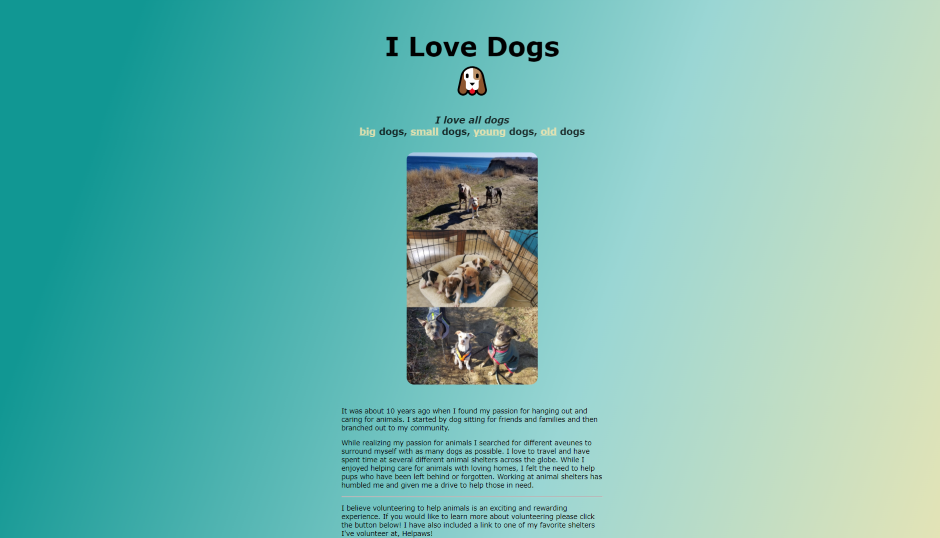 I Love Dogs
I love all dogs
big dogs, small dogs, young dogs, old dogs
It was about 10 years ago when I found my passion for hanging out and
caring for animals. I started by dog sitting for friends and families and then
branched out to my community.
While realizing my passion for animals I searched for different aveunes to
surround myself with as many dogs as possible. I love to travel and have
spent time at several different animal shelters across the globe. While I
enjoyed helping care for animals with loving homes, I felt the need to help
pups who have been left behind or forgotten. Working at animal shelters has
humbled me and given me a drive to help those in need.
I believe volunteering to help animals is an exciting and rewarding
experience. If you would like to learn more about volunteering please click
the button below! I have also included a link to one of my favorite shelters
I've volunteer at, Helpaws!